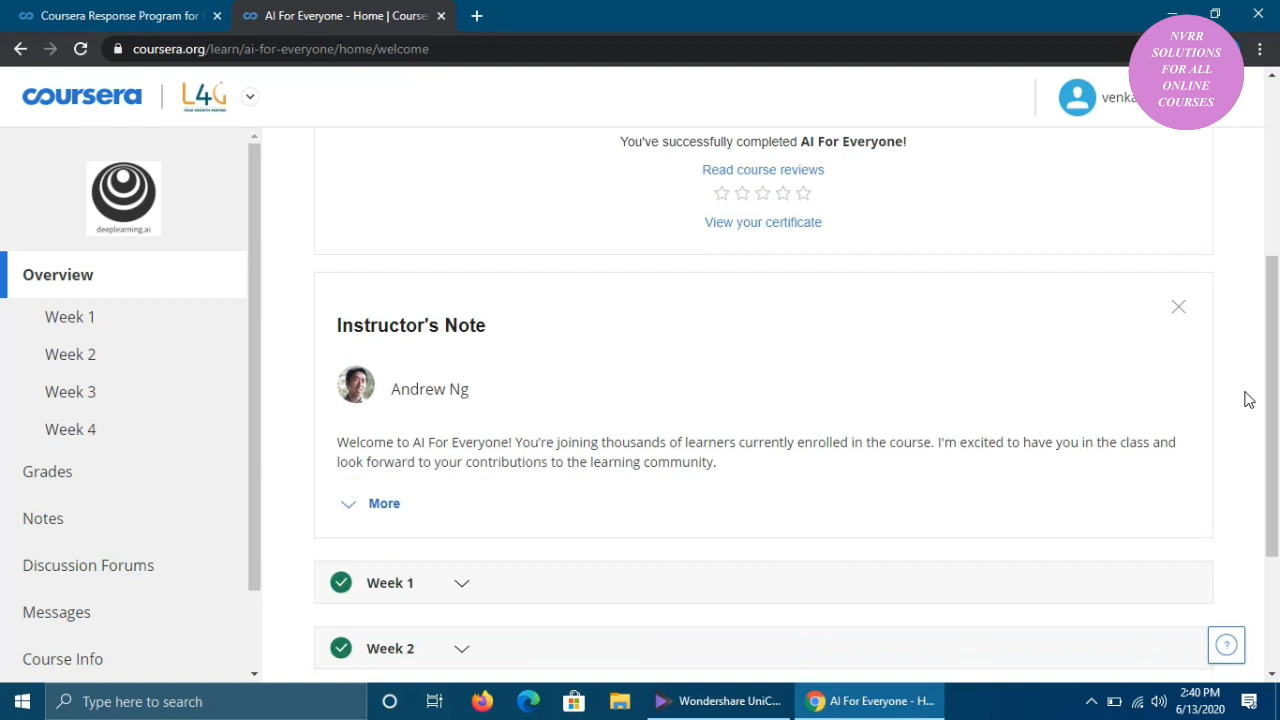 Coursera Response Program for
AI For Everyone - Home | Course
coursera.org/learn/ai-for-everyone/home/welcome
NVRR
SOLUTIONS
FOR ALL
ONLINE
COURSES
coursera
L4G
YOUR GROWTH PARTNER
venka
deeplearning.ai
Overview
Week 1
Week 2
Week 3
Week 4
Grades
Notes
Discussion Forums
Messages
Course Info
You've successfully completed AI For Everyone!
Read course reviews
View your certificate
Instructor's Note
Andrew Ng
Welcome to AI For Everyone! You're joining thousands of learners currently enrolled in the course. I'm excited to have you in the class and
look forward to your contributions to the learning community.
More
Week 1
Week 2
?
Type here to search
Wondershare UniC...
AI For Everyone - H...
2:40 PM
6/13/2020